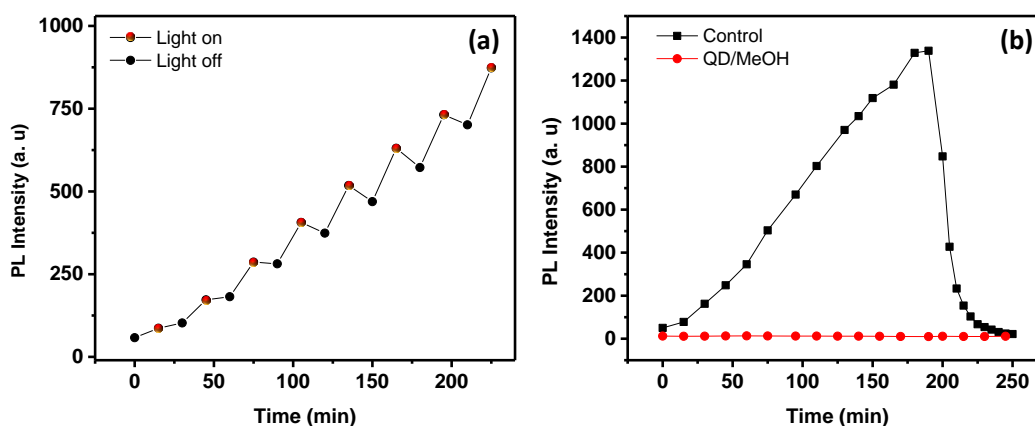 (a)
Light on
Light off
1000
750
500
250
0
PL Intensity (a. u)
0 50 100 150 200
Time (min)
(b)
Control
QD/MeOH
1400
1200
1000
800
600
400
200
0
PL Intensity (a. u)
0 50 100 150 200 250
Time (min)